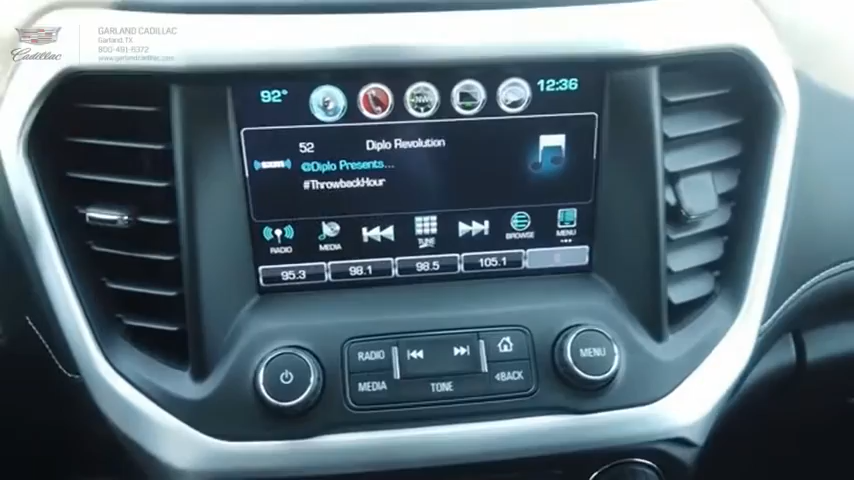 GARLAND CADILLAC
Garland, TX
800-491-6372
www.garlandcadillac.com
Cadillac
92° NW 12:36
52 Diplo Revolution
((SXM)) @Diplo Presents...
#ThrowbackHour
RADIO MEDIA TUNE BROWSE MENU
95.3 98.1 98.5 105.1
RADIO MENU
MEDIA TONE BACK